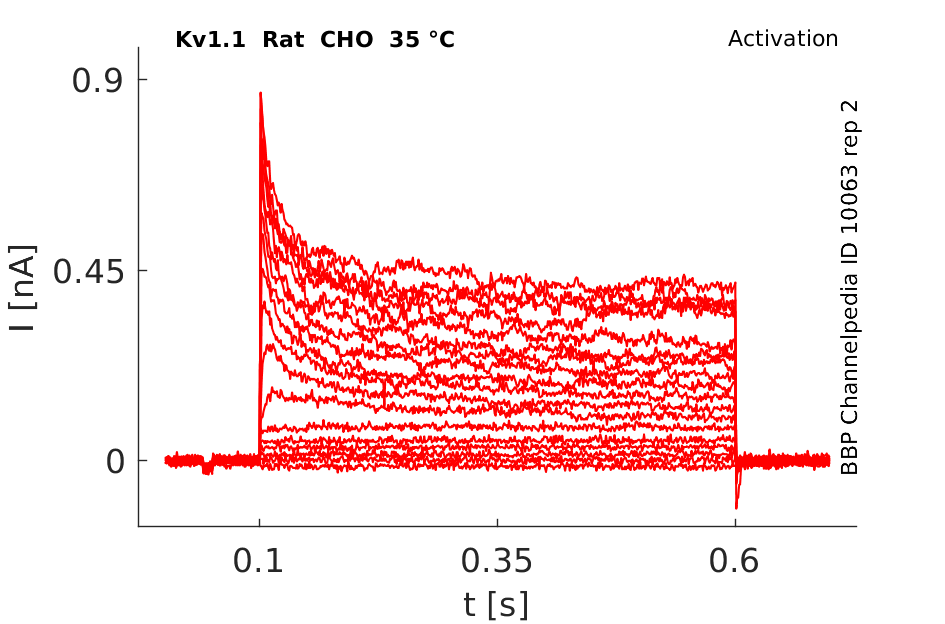 Kv1.1 Rat CHO 35 °C
Activation
0.9
0.45
0
I [nA]
0.1
0.35
0.6
t [s]
BBP Channelpedia ID 10063 rep 2